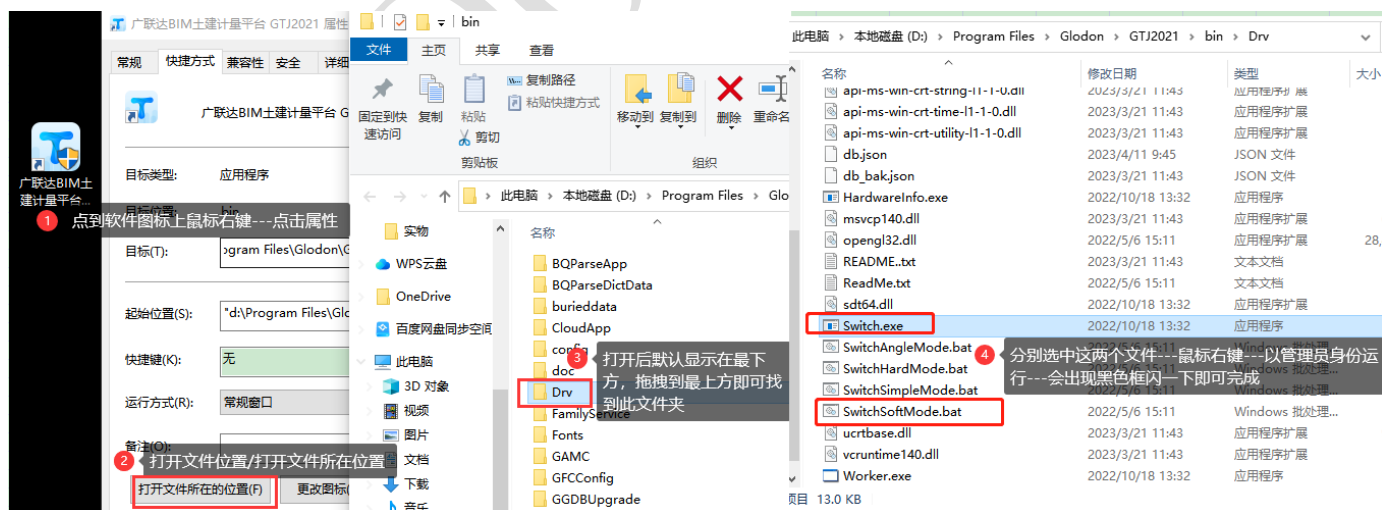 广联达BIM土
建计量平台...
1 点到软件图标上鼠标右键---点击属性
广联达BIM土建计量平台 GTJ2021 属性
常规 快捷方式 兼容性 安全 详细
广联达BIM土建计量平台 G
目标类型: 应用程序
目标(T): ogram Files\Glodon\G
起始位置(S): "d:\Program Files\Glo
快捷键(K): 无
运行方式(R): 常规窗口
备注(O):
2 打开文件位置/打开文件所在位置
打开文件所在的位置(F) 更改图标(
bin
文件 主页 共享 查看
固定到快
速访问
复制
粘贴
复制路径
粘贴快捷方式
剪切
移动到 复制到 删除 重命名
剪贴板 组织
此电脑 › 本地磁盘 (D:) › Program Files › Glo
实物
WPS云盘
OneDrive
百度网盘同步空间
此电脑
3D 对象
视频
图片
文档
下载
音乐
名称
BQParseApp
BQParseDictData
burieddata
CloudApp
config
doc
Drv
FamilyService
Fonts
GAMC
GFCConfig
GGDBUpgrade
3 打开后默认显示在最下
方，拖拽到最上方即可找
到此文件夹
此电脑 › 本地磁盘 (D:) › Program Files › Glodon › GTJ2021 › bin › Drv
名称 修改日期 类型 大小
api-ms-win-crt-string-l1-1-0.dll 2023/3/21 11:43 应用程序扩展
api-ms-win-crt-time-l1-1-0.dll 2023/3/21 11:43 应用程序扩展
api-ms-win-crt-utility-l1-1-0.dll 2023/3/21 11:43 应用程序扩展
db.json 2023/4/11 9:45 JSON 文件
db_bak.json 2023/3/21 11:43 JSON 文件
HardwareInfo.exe 2022/10/18 13:32 应用程序
msvcp140.dll 2023/3/21 11:43 应用程序扩展
opengl32.dll 2022/5/6 15:11 应用程序扩展 28,
README..txt 2023/3/21 11:43 文本文档
ReadMe.txt 2022/5/6 15:11 文本文档
sdt64.dll 2022/10/18 13:32 应用程序扩展
Switch.exe 2022/10/18 13:32 应用程序
SwitchAngleMode.bat 2022/5/6 15:11 Windows 批处理...
SwitchHardMode.bat
SwitchSimpleMode.bat 2022/5/6 15:11 Windows 批处理...
SwitchSoftMode.bat 2022/5/6 15:11 Windows 批处理...
ucrtbase.dll 2023/3/21 11:43 应用程序扩展
vcruntime140.dll 2023/3/21 11:43 应用程序扩展
Worker.exe 2022/10/18 13:32 应用程序
4 分别选中这两个文件---鼠标右键---以管理员身份运
行---会出现黑色框闪一下即可完成
项目 13.0 KB